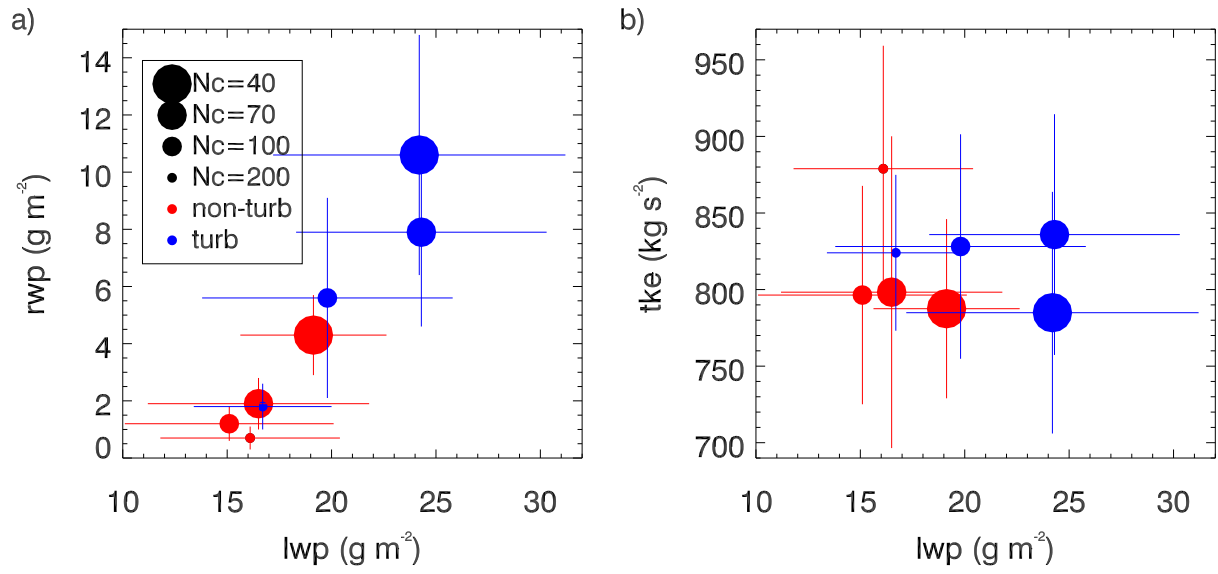 a)
14
12
10
8
6
4
2
0
rwp (g m⁻²)
Nc=40
Nc=70
Nc=100
Nc=200
non-turb
turb
10 15 20 25 30
lwp (g m⁻²)
b)
950
900
850
800
750
700
tke (kg s⁻²)
10 15 20 25 30
lwp (g m⁻²)